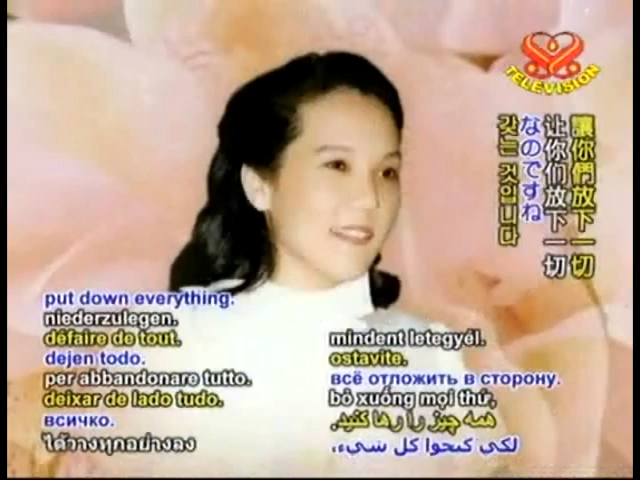 TELEVISION
讓你們放下一切
让你们放下一切
なのですね
갖는 것입니다
put down everything.
niederzulegen.
défaire de tout.
dejen todo.
per abbandonare tutto.
deixar de lado tudo.
всичко.
ได้วางทุกอย่างลง
mindent letegyél.
ostavite.
всё отложить в сторону.
bỏ xuống mọi thứ,
همه چیز را رها کنید,
لكي كبحوا كل شيء،